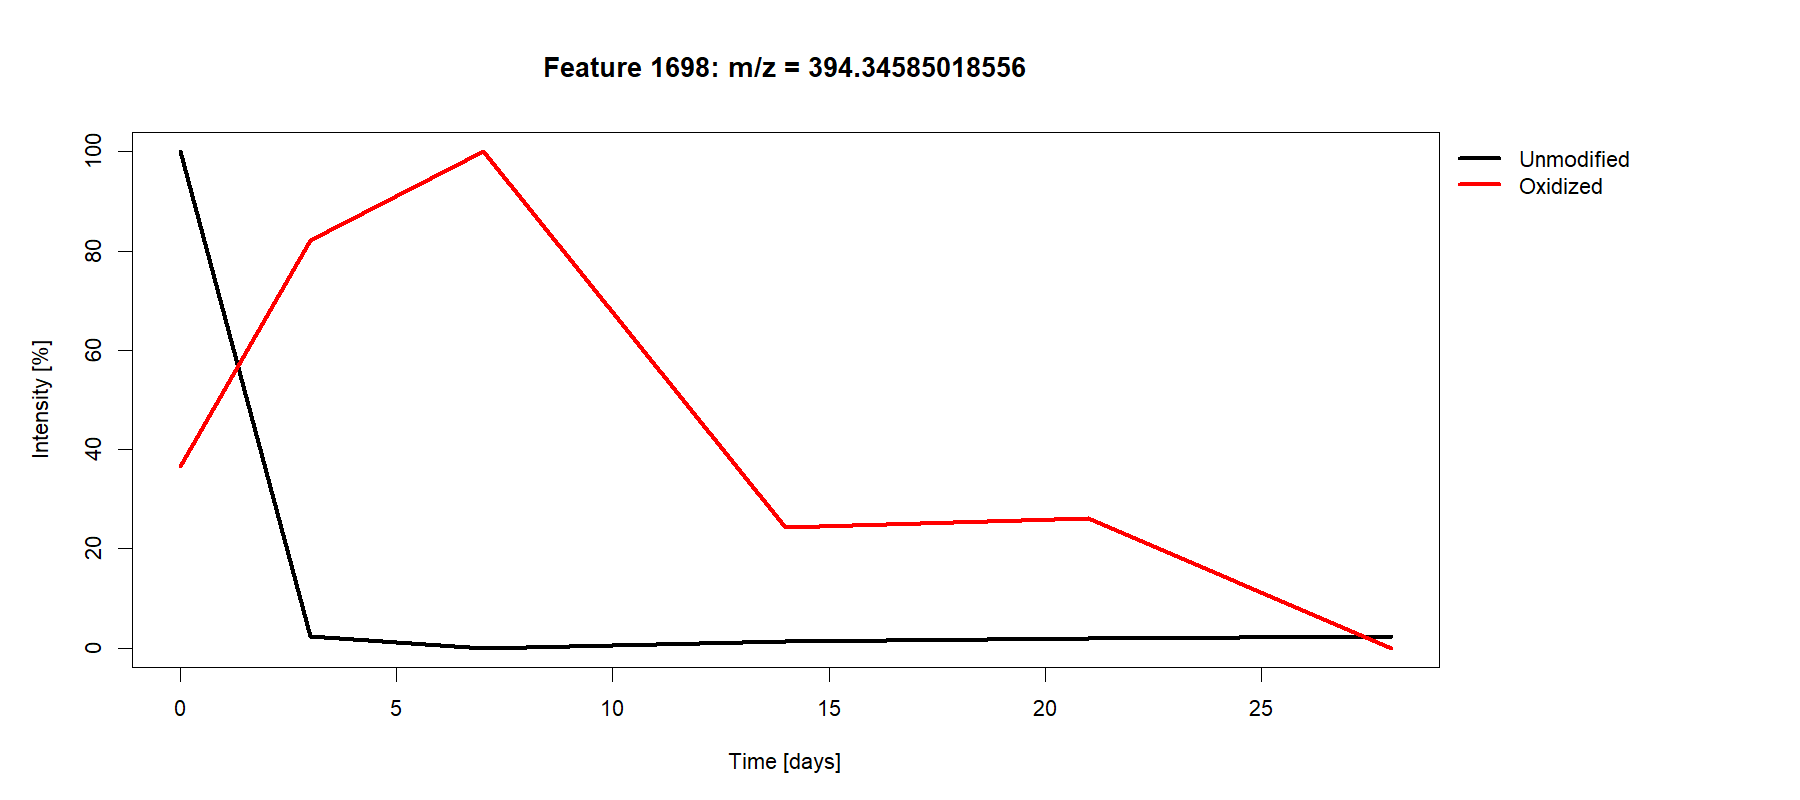 Feature 1698: m/z = 394.34585018556
Unmodified
Oxidized
Intensity [%]
100
80
60
40
20
0
0 5 10 15 20 25
Time [days]